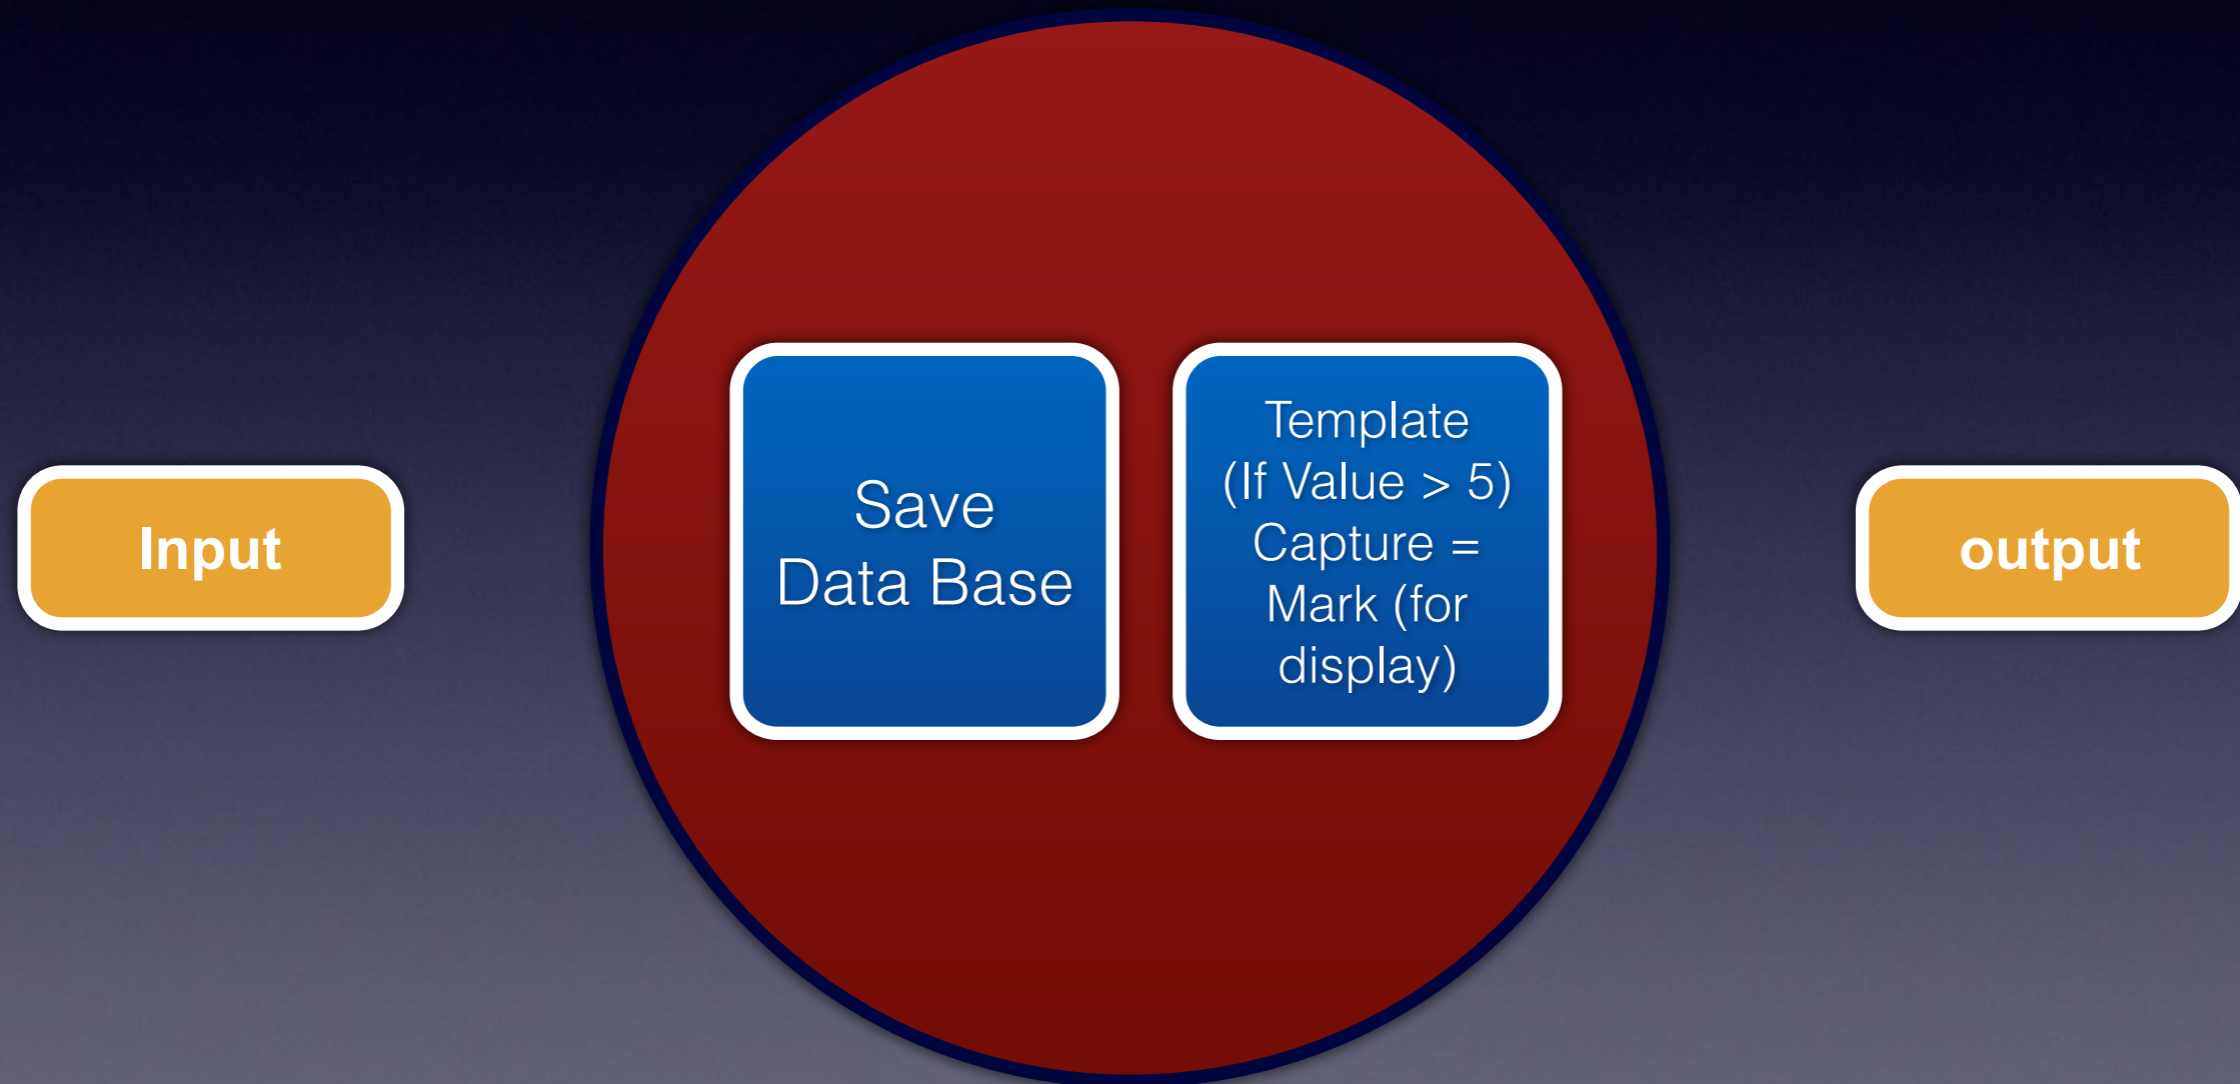 Input
Save
Data Base
Template
(If Value > 5)
Capture =
Mark (for
display)
output